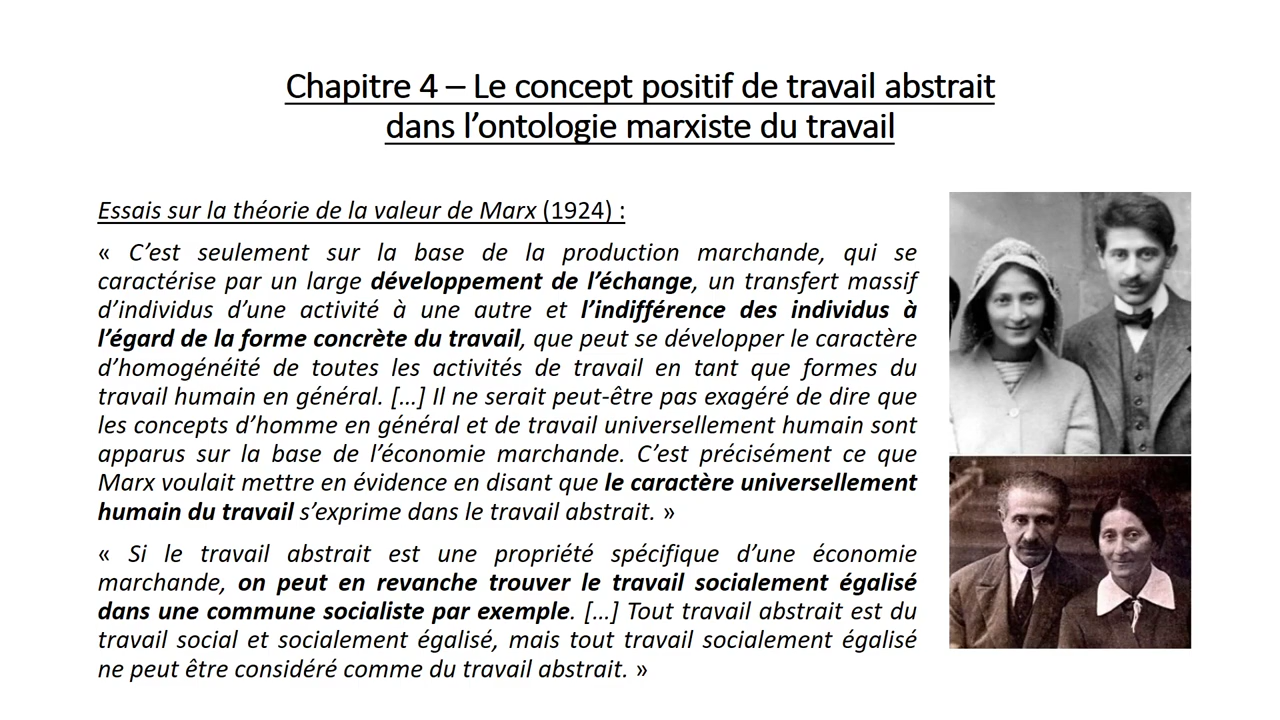 Chapitre 4 – Le concept positif de travail abstrait
dans l’ontologie marxiste du travail
Essais sur la théorie de la valeur de Marx (1924) :
« C’est seulement sur la base de la production marchande, qui se
caractérise par un large développement de l’échange, un transfert massif
d’individus d’une activité à une autre et l’indifférence des individus à
l’égard de la forme concrète du travail, que peut se développer le caractère
d’homogénéité de toutes les activités de travail en tant que formes du
travail humain en général. […] Il ne serait peut-être pas exagéré de dire que
les concepts d’homme en général et de travail universellement humain sont
apparus sur la base de l’économie marchande. C’est précisément ce que
Marx voulait mettre en évidence en disant que le caractère universellement
humain du travail s’exprime dans le travail abstrait. »
« Si le travail abstrait est une propriété spécifique d’une économie
marchande, on peut en revanche trouver le travail socialement égalisé
dans une commune socialiste par exemple. […] Tout travail abstrait est du
travail social et socialement égalisé, mais tout travail socialement égalisé
ne peut être considéré comme du travail abstrait. »